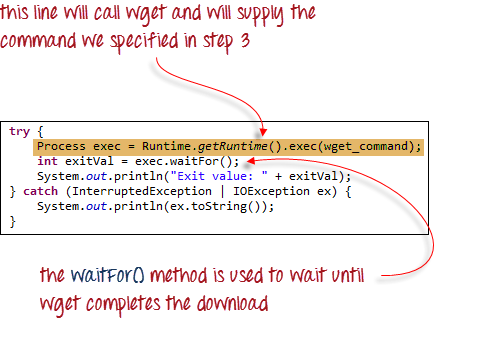 this line will call wget and will supply the
command we specified in step 3
try {
Process exec = Runtime.getRuntime().exec(wget_command);
int exitVal = exec.waitFor();
System.out.println("Exit value: " + exitVal);
} catch (InterruptedException | IOException ex) {
System.out.println(ex.toString());
}
the waitFor() method is used to wait until
wget completes the download